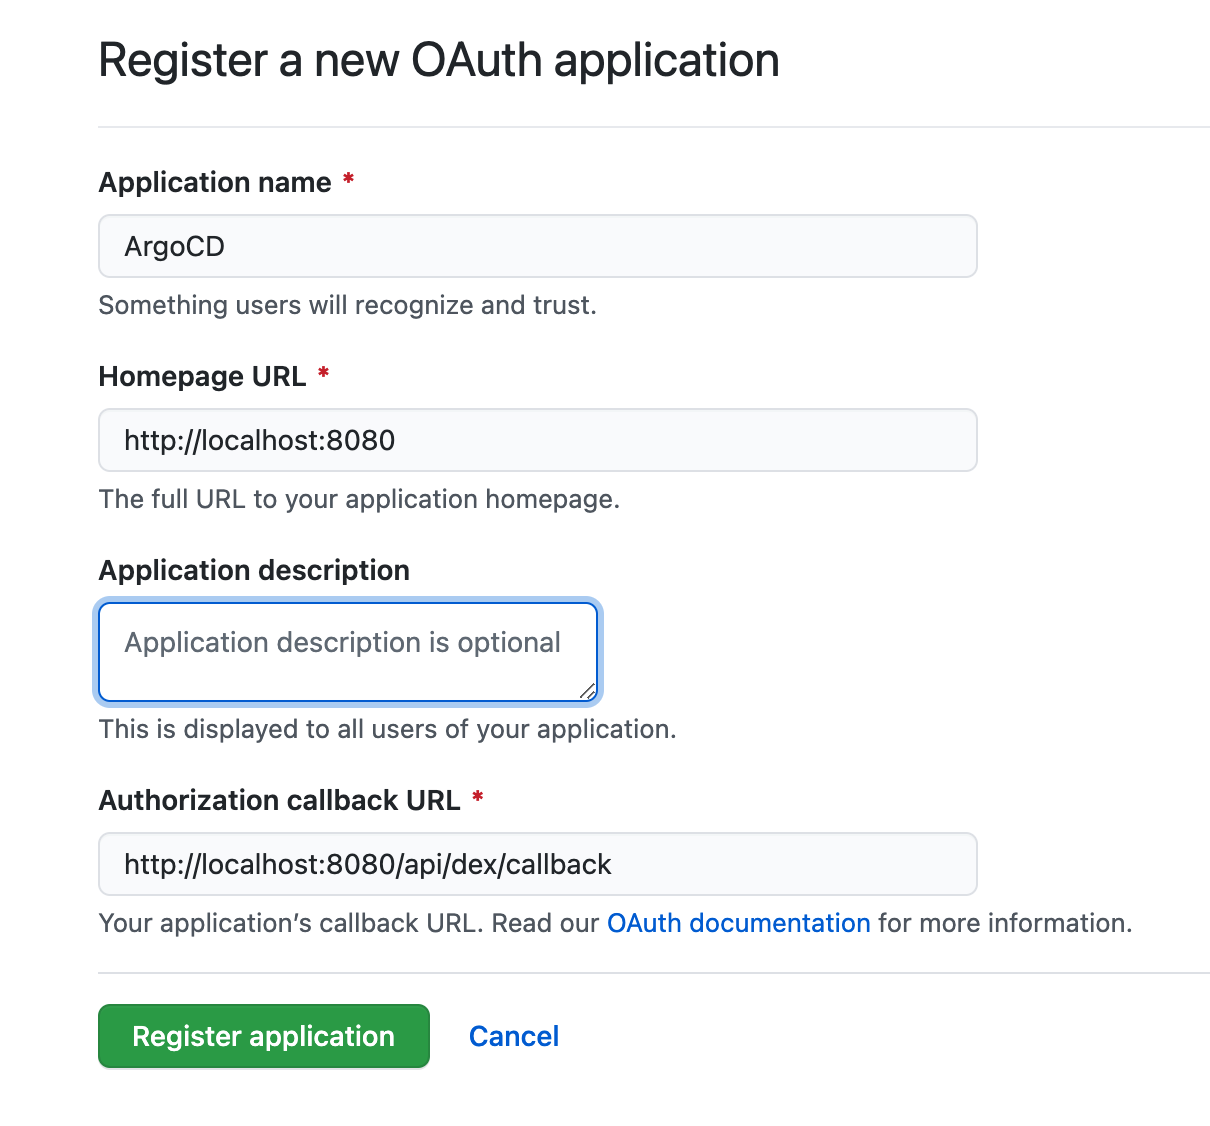 Register a new OAuth application
Application name *
ArgoCD
Something users will recognize and trust.
Homepage URL *
http://localhost:8080
The full URL to your application homepage.
Application description
Application description is optional
This is displayed to all users of your application.
Authorization callback URL *
http://localhost:8080/api/dex/callback
Your application’s callback URL. Read our OAuth documentation for more information.
Register application Cancel